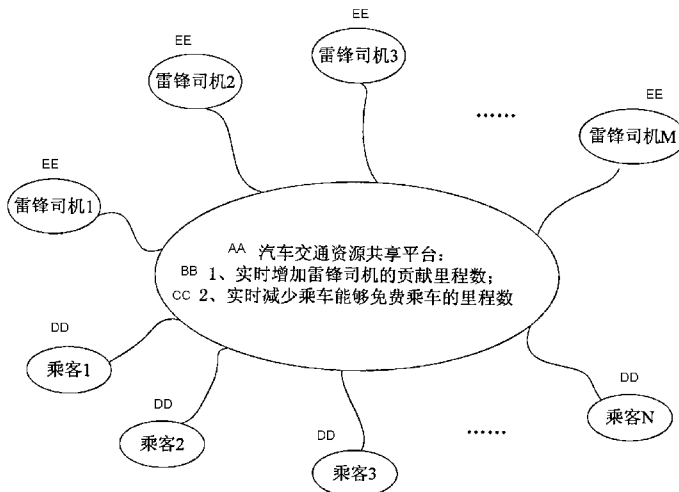 EE
雷锋司机3
EE
雷锋司机2
……
EE
雷锋司机M
EE
雷锋司机1
AA 汽车交通资源共享平台:
BB 1、实时增加雷锋司机的贡献里程数;
CC 2、实时减少乘车能够免费乘车的里程数
DD
乘客1
DD
乘客2
DD
乘客3
……
DD
乘客N